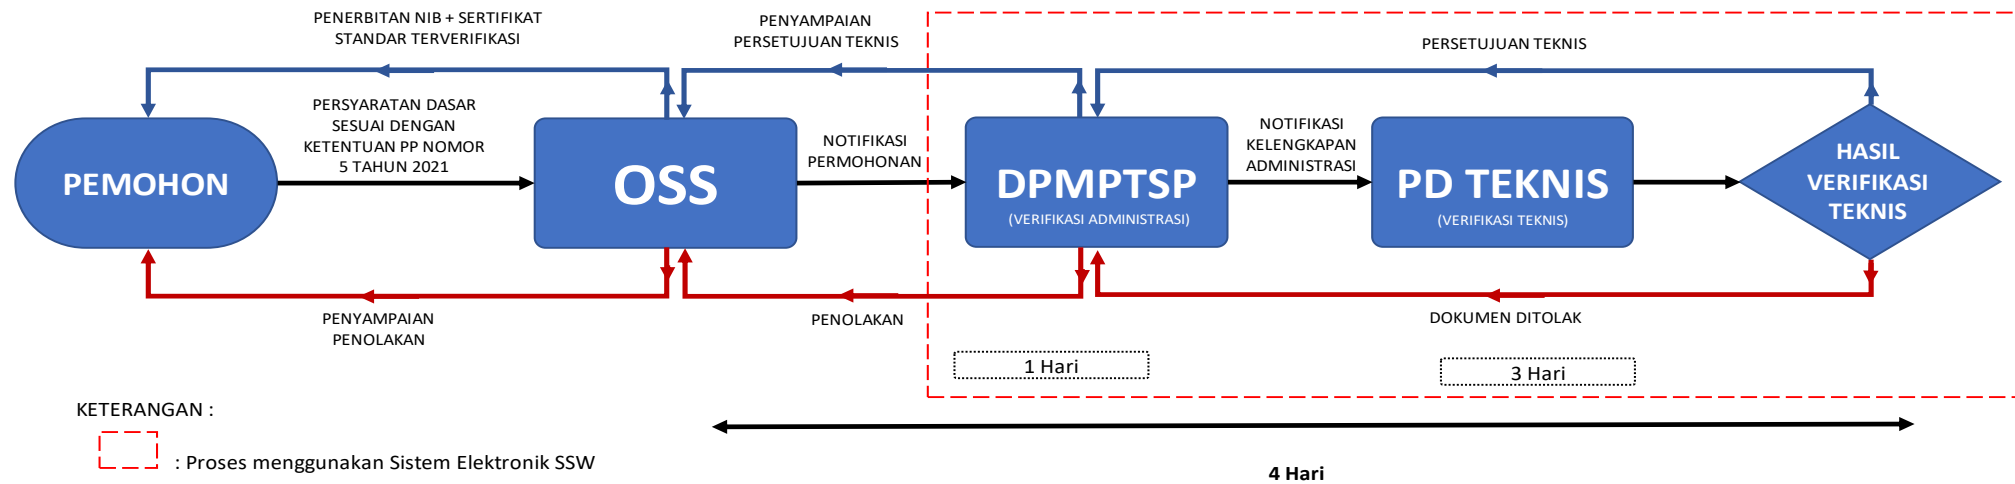 PENERBITAN NIB + SERTIFIKAT
STANDAR TERVERIFIKASI
PENYAMPAIAN
PERSETUJUAN TEKNIS
PERSETUJUAN TEKNIS
PERSYARATAN DASAR
SESUAI DENGAN
KETENTUAN PP NOMOR
5 TAHUN 2021
NOTIFIKASI
PERMOHONAN
NOTIFIKASI
KELENGKAPAN
ADMINISTRASI
PEMOHON
OSS
DPMPTSP
(VERIFIKASI ADMINISTRASI)
PD TEKNIS
(VERIFIKASI TEKNIS)
HASIL
VERIFIKASI
TEKNIS
PENYAMPAIAN
PENOLAKAN
PENOLAKAN
DOKUMEN DITOLAK
1 Hari
3 Hari
KETERANGAN :
: Proses menggunakan Sistem Elektronik SSW
4 Hari